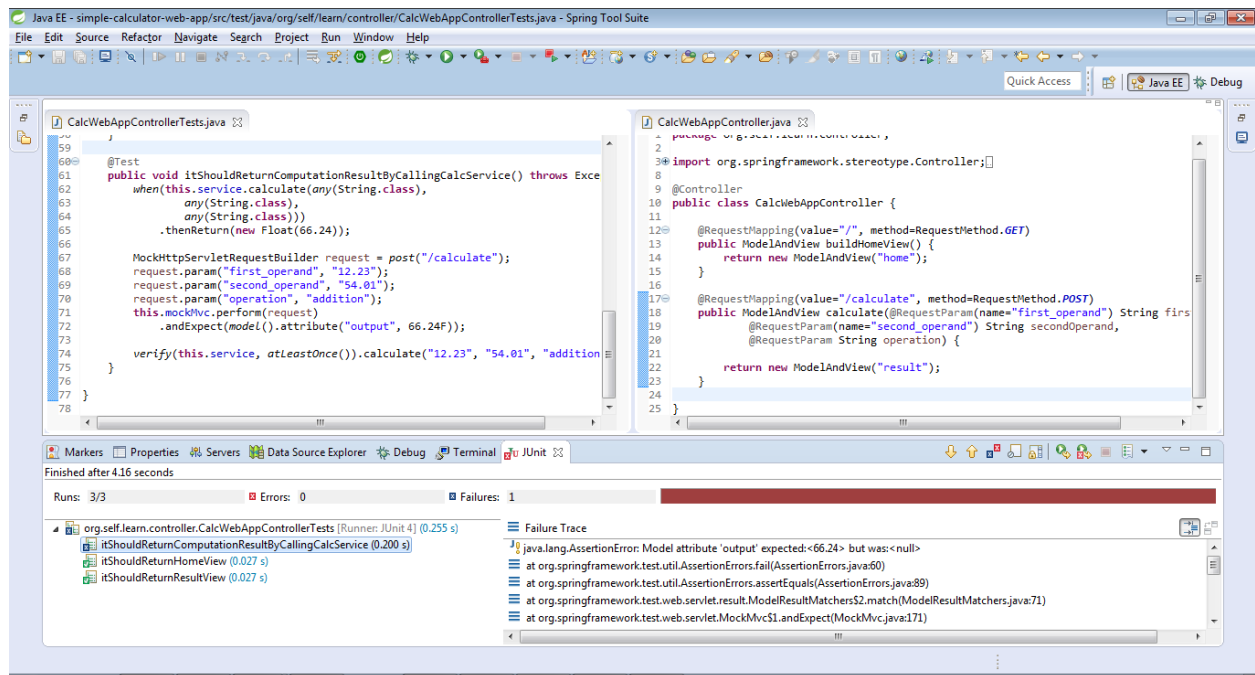 Java EE - simple-calculator-web-app/src/test/java/org/self/learn/controller/CalcWebAppControllerTests.java - Spring Tool Suite
File Edit Source Refactor Navigate Search Project Run Window Help
Quick Access Java EE Debug
CalcWebAppControllerTests.java
59
60 @Test
61 public void itShouldReturnComputationResultByCallingCalcService() throws Exce
62 when(this.service.calculate(any(String.class),
63 any(String.class),
64 any(String.class)))
65 .thenReturn(new Float(66.24));
66
67 MockHttpServletRequestBuilder request = post("/calculate");
68 request.param("first_operand", "12.23");
69 request.param("second_operand", "54.01");
70 request.param("operation", "addition");
71 this.mockMvc.perform(request)
72 .andExpect(model().attribute("output", 66.24F));
73
74 verify(this.service, atLeastOnce()).calculate("12.23", "54.01", "addition
75 }
76
77 }
78
CalcWebAppController.java
1 package org.self.learn.controller;
2
3 import org.springframework.stereotype.Controller;
8
9 @Controller
10 public class CalcWebAppController {
11
12 @RequestMapping(value="/", method=RequestMethod.GET)
13 public ModelAndView buildHomeView() {
14 return new ModelAndView("home");
15 }
16
17 @RequestMapping(value="/calculate", method=RequestMethod.POST)
18 public ModelAndView calculate(@RequestParam(name="first_operand") String firs
19 @RequestParam(name="second_operand") String secondOperand,
20 @RequestParam String operation) {
21
22 return new ModelAndView("result");
23 }
24
25 }
Markers Properties Servers Data Source Explorer Debug Terminal JUnit
Finished after 4.16 seconds
Runs: 3/3 Errors: 0 Failures: 1
org.self.learn.controller.CalcWebAppControllerTests [Runner: JUnit 4] (0.255 s)
itShouldReturnComputationResultByCallingCalcService (0.200 s)
itShouldReturnHomeView (0.027 s)
itShouldReturnResultView (0.027 s)
Failure Trace
java.lang.AssertionError: Model attribute 'output' expected:<66.24> but was:<null>
at org.springframework.test.util.AssertionErrors.fail(AssertionErrors.java:60)
at org.springframework.test.util.AssertionErrors.assertEquals(AssertionErrors.java:89)
at org.springframework.test.web.servlet.result.ModelResultMatchers$2.match(ModelResultMatchers.java:71)
at org.springframework.test.web.servlet.MockMvc$1.andExpect(MockMvc.java:171)